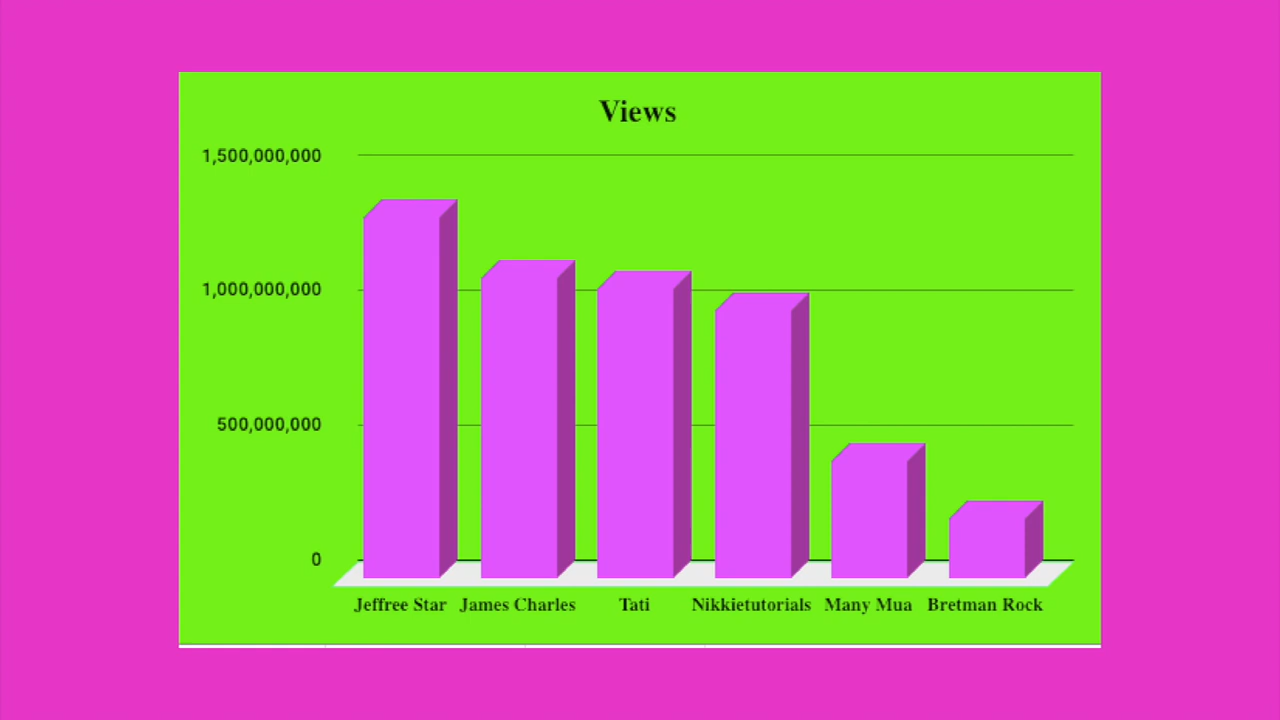 Views
1,500,000,000
1,000,000,000
500,000,000
0
Jeffree Star James Charles Tati Nikkietutorials Many Mua Bretman Rock